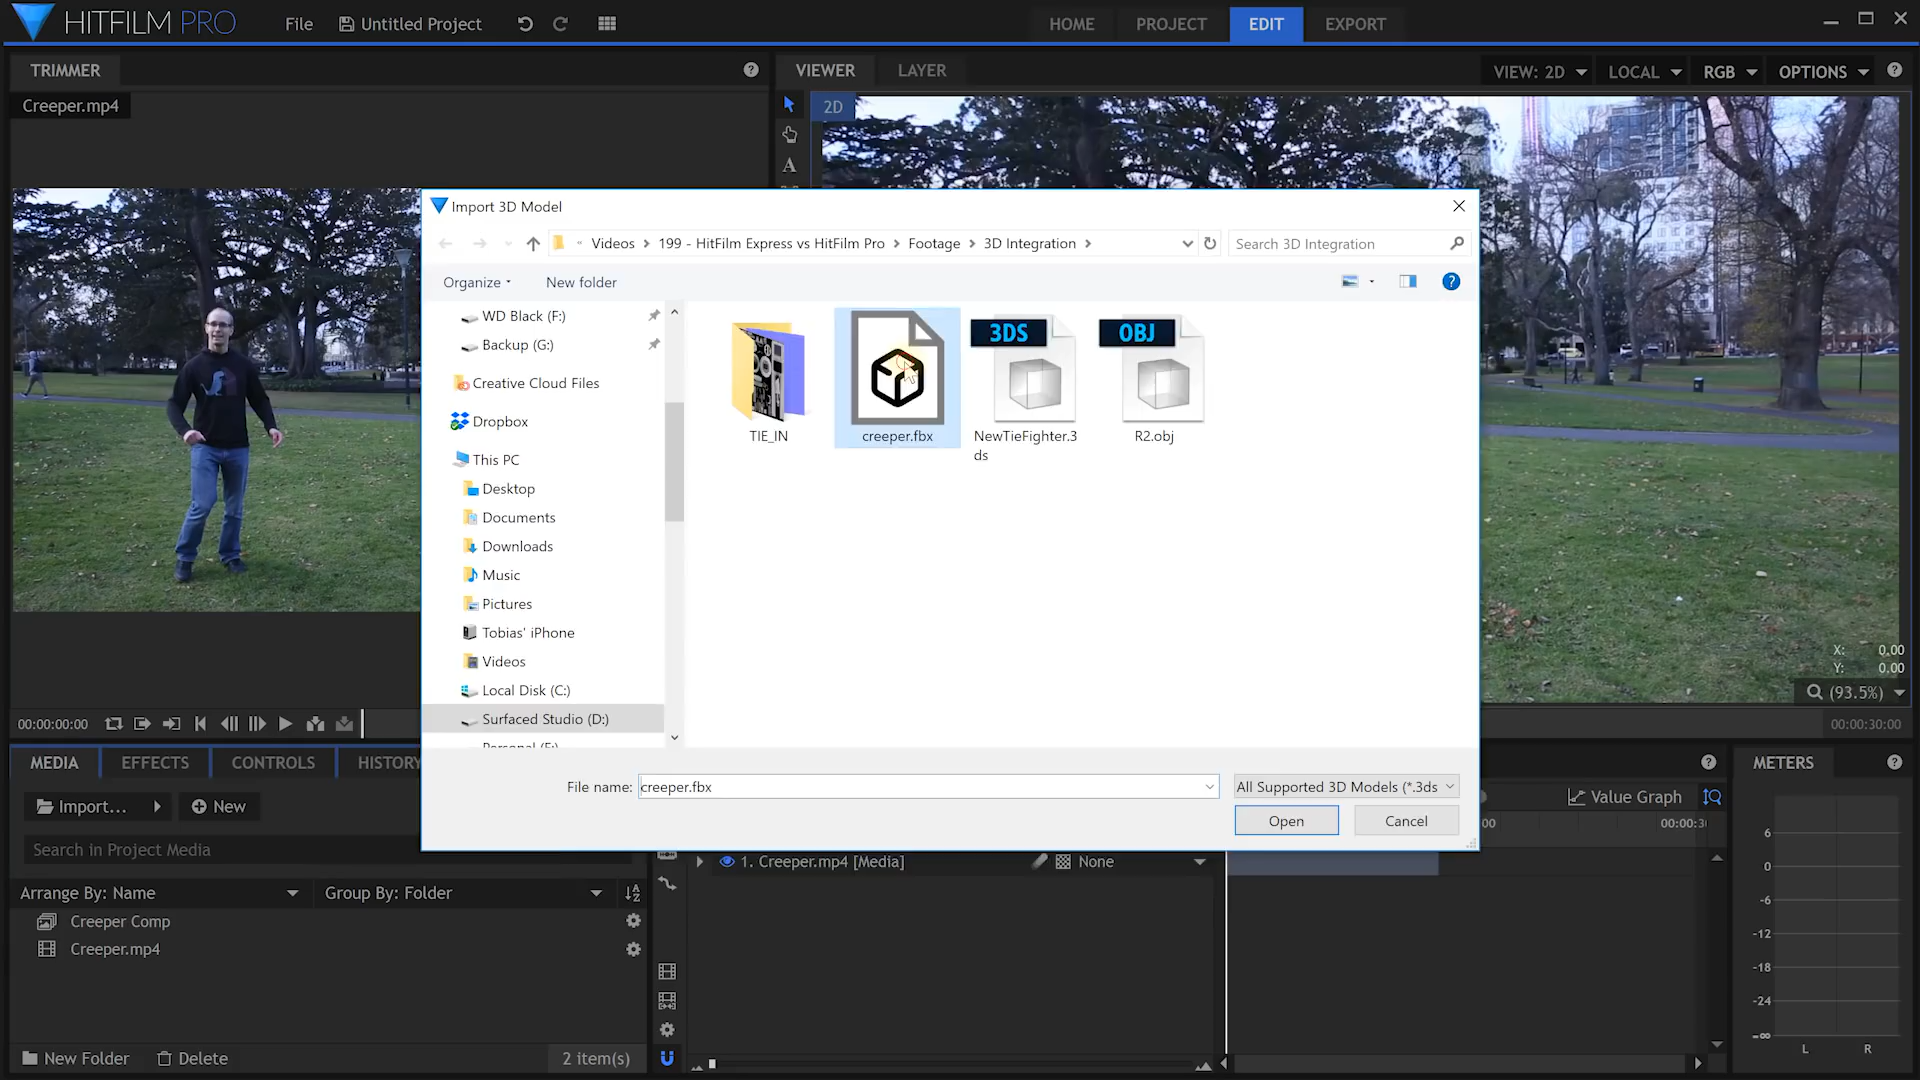 HITFILM PRO
File
Untitled Project
HOME
PROJECT
EDIT
EXPORT
TRIMMER
VIEWER
LAYER
VIEW: 2D
LOCAL
RGB
OPTIONS
Creeper.mp4
2D
Import 3D Model
Videos
199 - HitFilm Express vs HitFilm Pro
Footage
3D Integration
Search 3D Integration
Organize
New folder
WD Black (F:)
Backup (G:)
Creative Cloud Files
Dropbox
This PC
Desktop
Documents
Downloads
Music
Pictures
Tobias' iPhone
Videos
Local Disk (C:)
Surfaced Studio (D:)
3DS
OBJ
TIE_IN
creeper.fbx
NewTieFighter.3
ds
R2.obj
X: 0.00
Y: 0.00
(93.5%)
00:00:00:00
00:00:30:00
File name: creeper.fbx
All Supported 3D Models (*.3ds
Open
Cancel
MEDIA
EFFECTS
CONTROLS
HISTORY
METERS
Import...
New
Value Graph
Search in Project Media
1. Creeper.mp4 [Media]
None
Arrange By: Name
Group By: Folder
Creeper Comp
Creeper.mp4
6
0
-6
-12
-18
-24
-∞
L
R
New Folder
Delete
2 item(s)